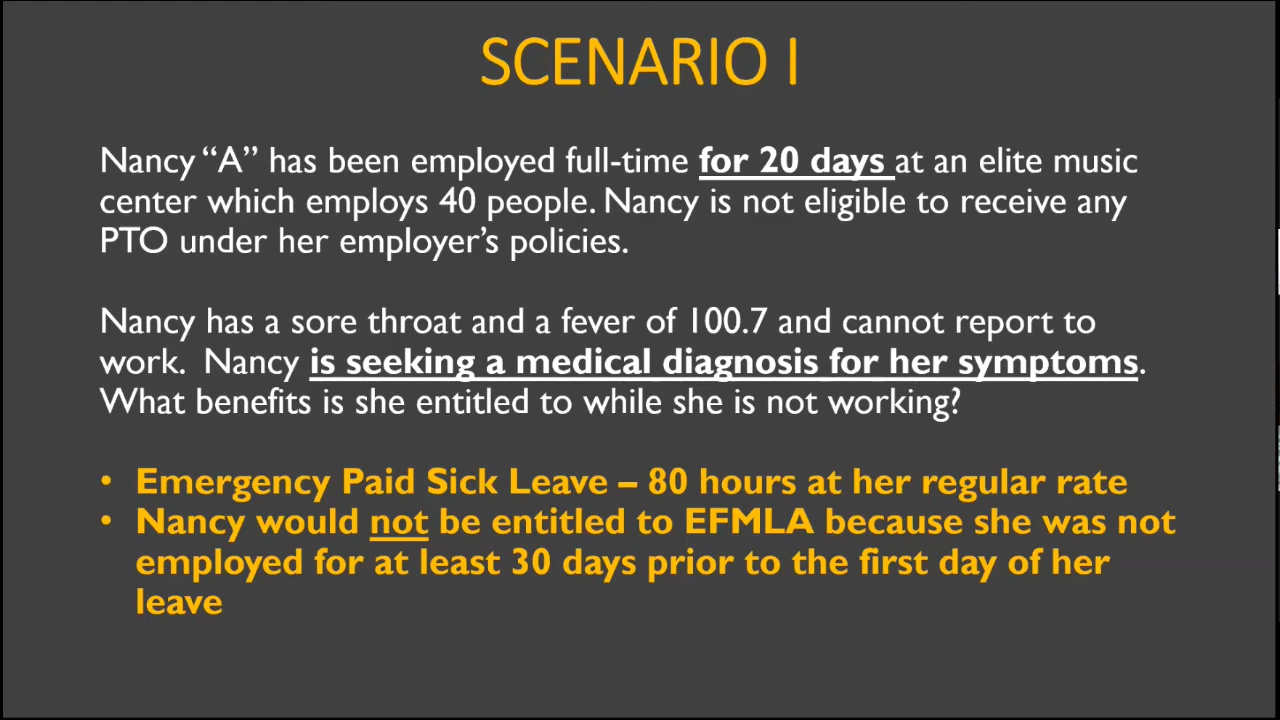 SCENARIO I
Nancy “A” has been employed full-time for 20 days at an elite music
center which employs 40 people. Nancy is not eligible to receive any
PTO under her employer’s policies.
Nancy has a sore throat and a fever of 100.7 and cannot report to
work.  Nancy is seeking a medical diagnosis for her symptoms.
What benefits is she entitled to while she is not working?
• Emergency Paid Sick Leave – 80 hours at her regular rate
• Nancy would not be entitled to EFMLA because she was not
employed for at least 30 days prior to the first day of her
leave